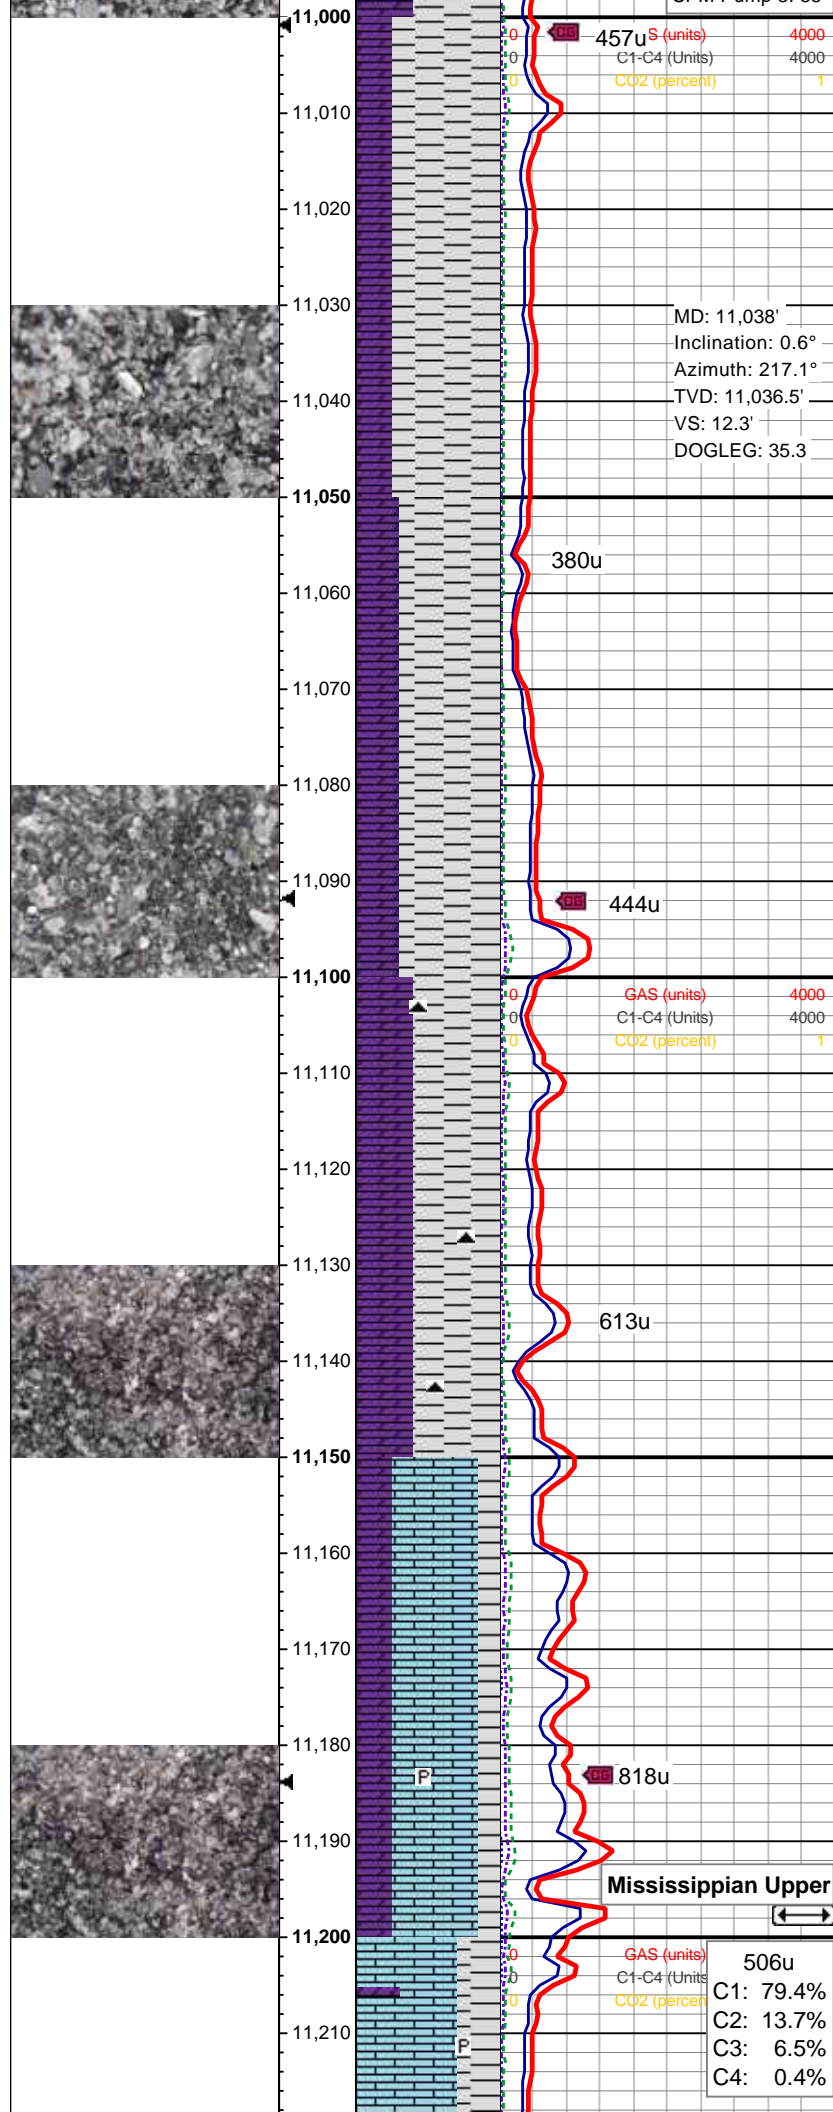 11,000
457u S (units) 4000
0
0 C1-C4 (Units) 4000
0 CO2 (percent) 1
11,010
11,020
11,030
MD: 11,038'
Inclination: 0.6°
Azimuth: 217.1°
11,040
TVD: 11,036.5'
VS: 12.3'
DOGLEG: 35.3
11,050
380u
11,060
11,070
11,080
11,090
444u
11,100
0 GAS (units) 4000
0 C1-C4 (Units) 4000
0 CO2 (percent) 1
11,110
11,120
11,130
613u
11,140
11,150
11,160
11,170
11,180
P
818u
11,190
Mississippian Upper
11,200
0 GAS (units)
0 C1-C4 (Units
0 CO2 (percen
506u
C1: 79.4%
C2: 13.7%
C3: 6.5%
C4: 0.4%
11,210
P